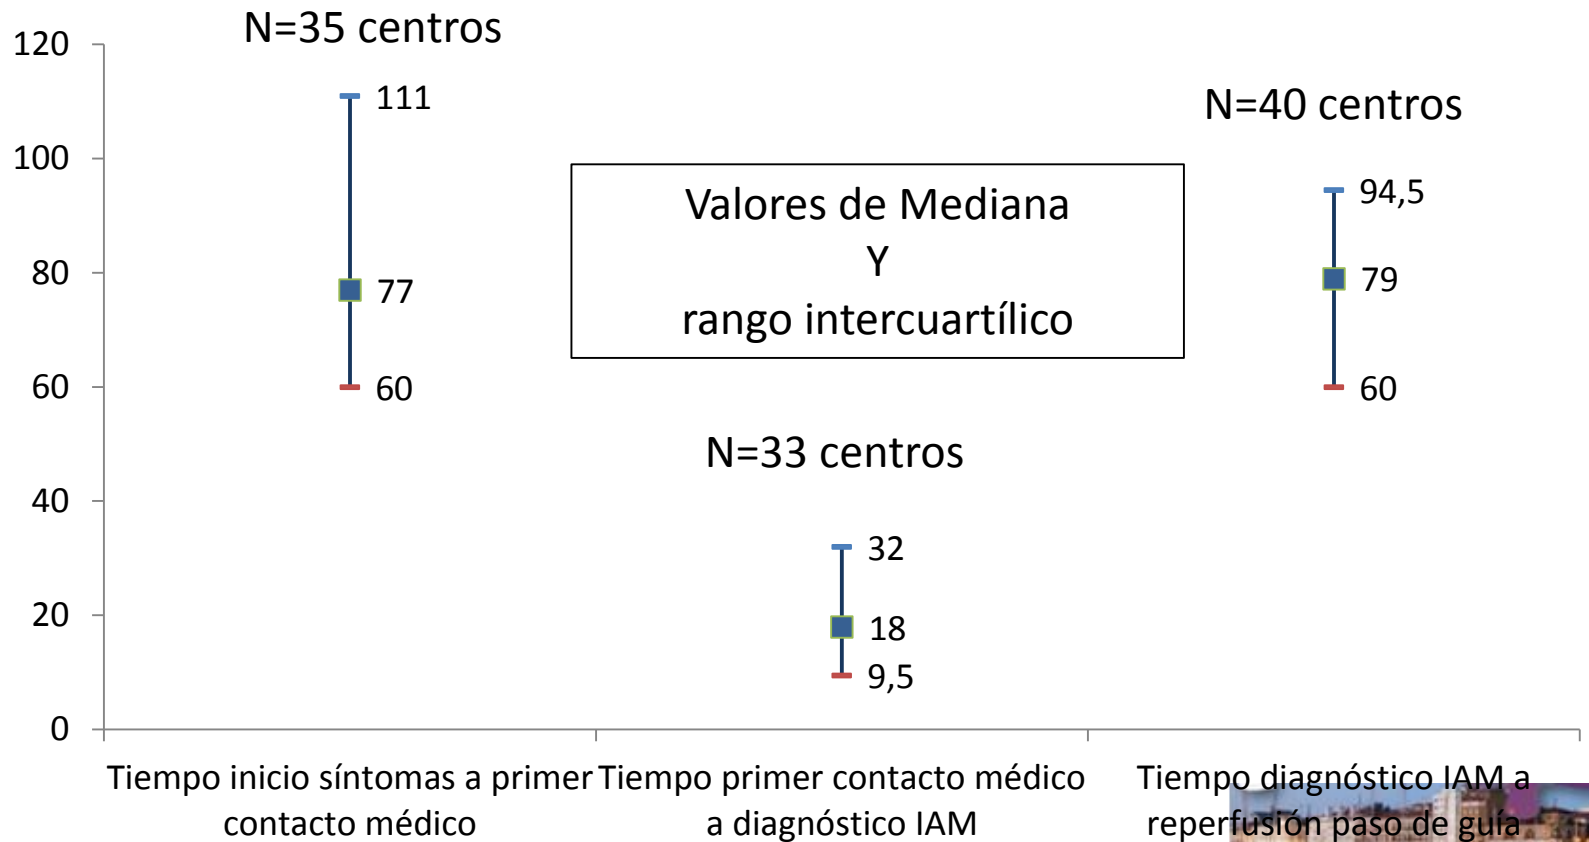 N=35 centros
120
111
N=40 centros
100
94,5
Valores de Mediana
Y
rango intercuartílico
80
77
79
60
60
60
N=33 centros
40
32
20
18
9,5
0
Tiempo inicio síntomas a primer
contacto médico
Tiempo primer contacto médico
a diagnóstico IAM
Tiempo diagnóstico IAM a
reperfusión paso de guía